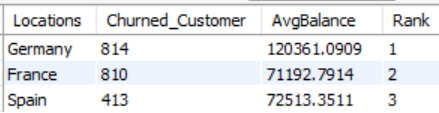 Locations Churned_Customer AvgBalance Rank
Germany 814 120361.0909 1
France 810 71192.7914 2
Spain 413 72513.3511 3